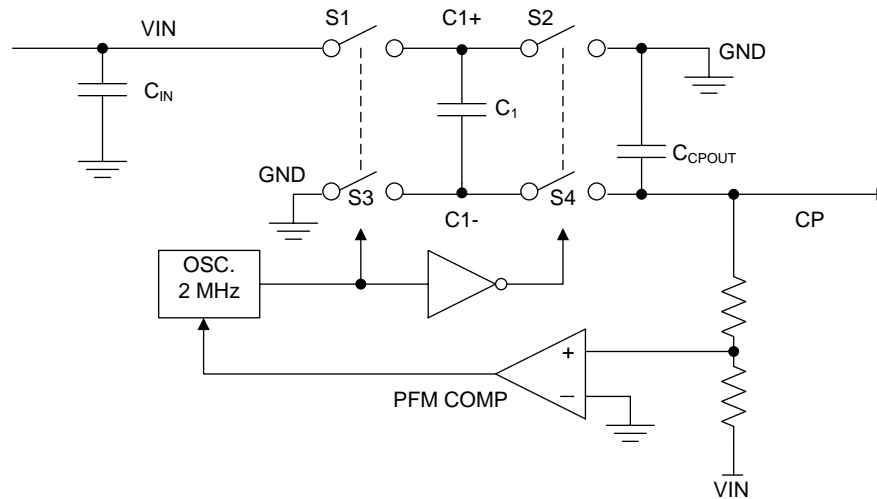 VIN
S1
C1+
S2
GND
CIN
C1
CCPOUT
GND
S3
C1-
S4
CP
OSC.
2 MHz
+
−
PFM COMP
VIN